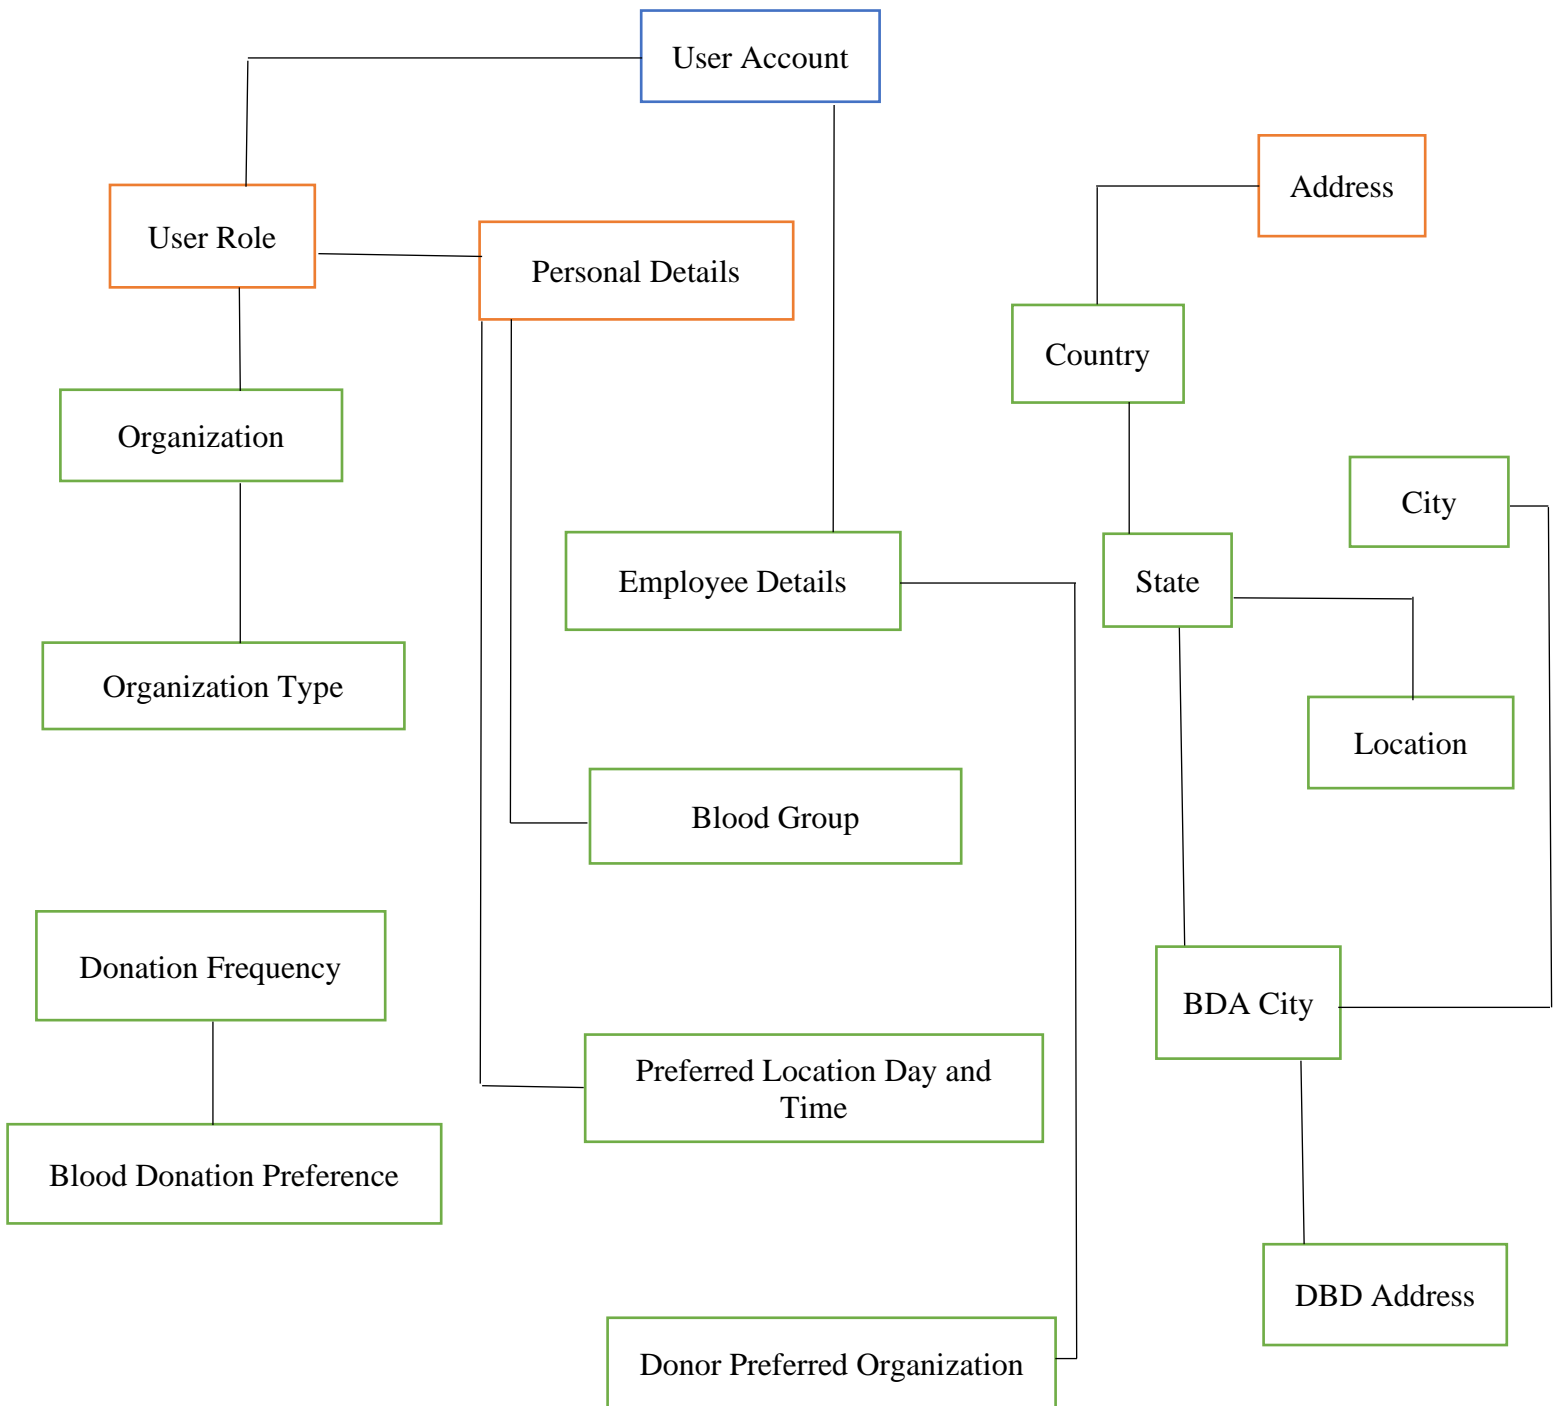 User Account
Address
User Role
Personal Details
Country
Organization
City
Employee Details
State
Organization Type
Location
Blood Group
Donation Frequency
BDA City
Preferred Location Day and
Time
Blood Donation Preference
DBD Address
Donor Preferred Organization